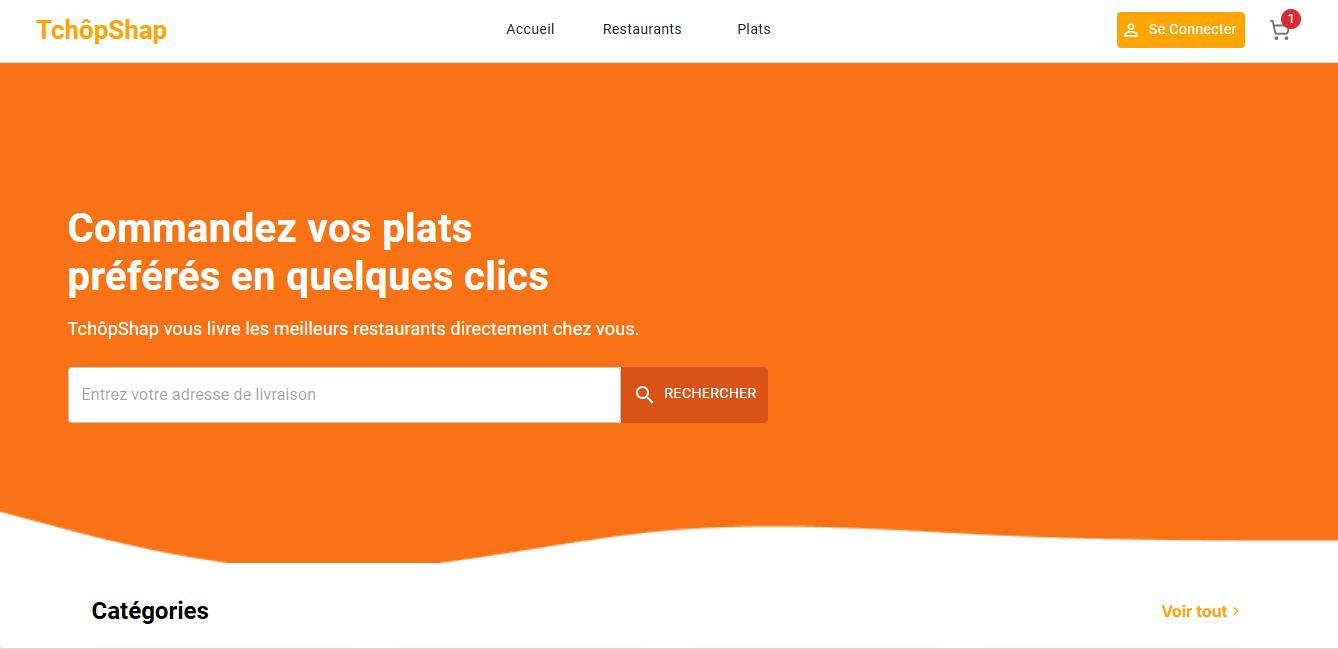 TchôpShap
Accueil
Restaurants
Plats
Se Connecter
1
Commandez vos plats
préférés en quelques clics
TchôpShap vous livre les meilleurs restaurants directement chez vous.
Entrez votre adresse de livraison
RECHERCHER
Catégories
Voir tout